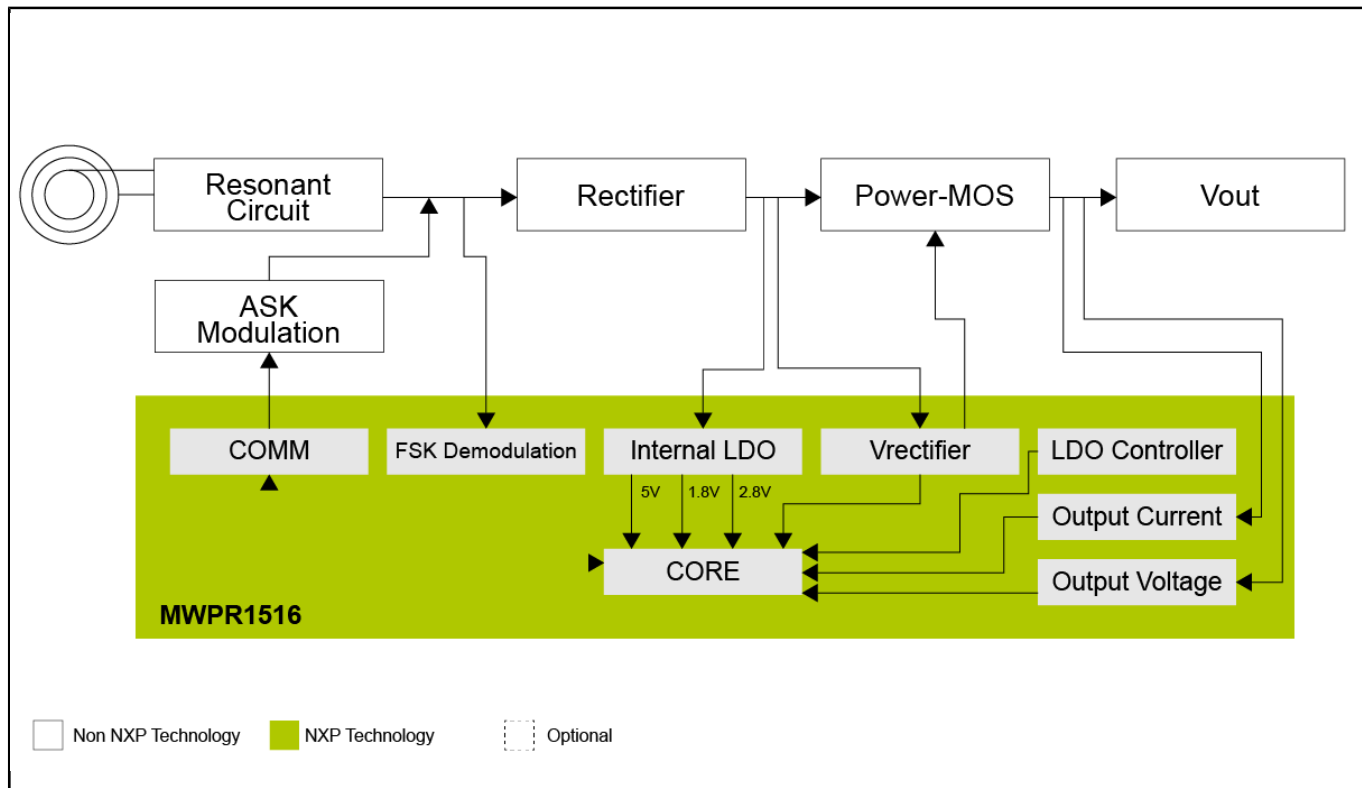 Resonant
Circuit
Rectifier
Power-MOS
Vout
ASK
Modulation
COMM
FSK Demodulation
Internal LDO
Vrectifier
LDO Controller
5V
1.8V
2.8V
Output Current
CORE
Output Voltage
MWPR1516
Non NXP Technology
NXP Technology
Optional